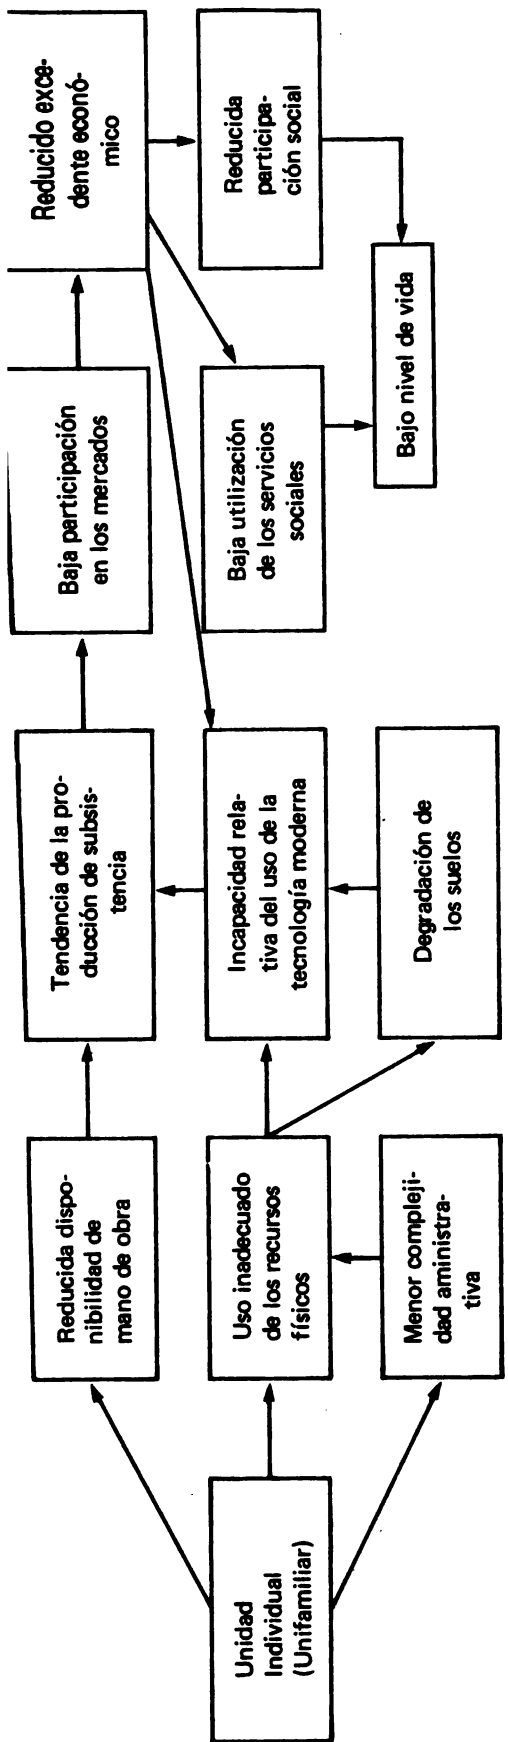 Unidad
Individual
(Unifamiliar)
Reducida dispo-
nibilidad de
mano de obra
Uso inadecuado
de los recursos
físicos
Menor compleji-
dad aministra-
tiva
Tendencia de la pro-
ducción de subsis-
tencia
Incapacidad rela-
tiva del uso de la
tecnología moderna
Degradación de
los suelos
Baja participación
en los mercados
Baja utilización
de los servicios
sociales
Reducido exce-
dente econó-
mico
Reducida
participa-
ción social
Bajo nivel de vida